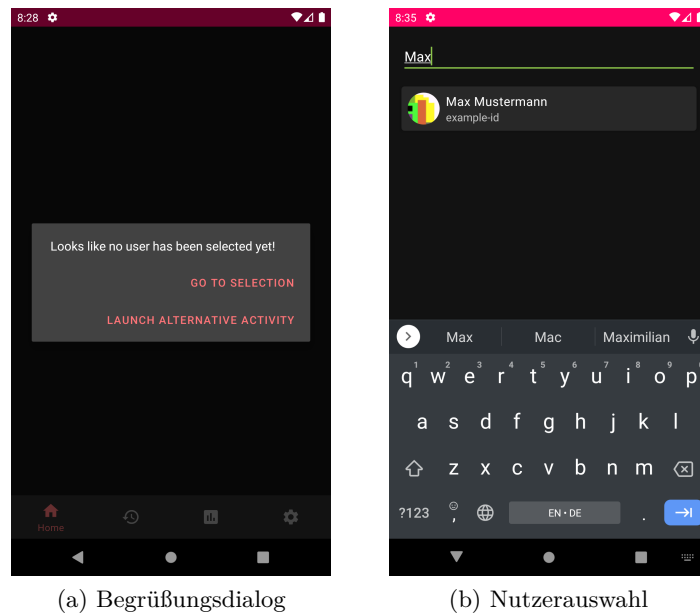 8:28
Looks like no user has been selected yet!
GO TO SELECTION
LAUNCH ALTERNATIVE ACTIVITY
Home
(a) Begrüßungsdialog
8:35
Max
Max Mustermann
example-id
Max Mac Maximilian
1 2 3 4 5 6 7 8 9
q w e r t y u i o p
a s d f g h j k l
z x c v b n m
?123 , EN • DE .
(b) Nutzerauswahl